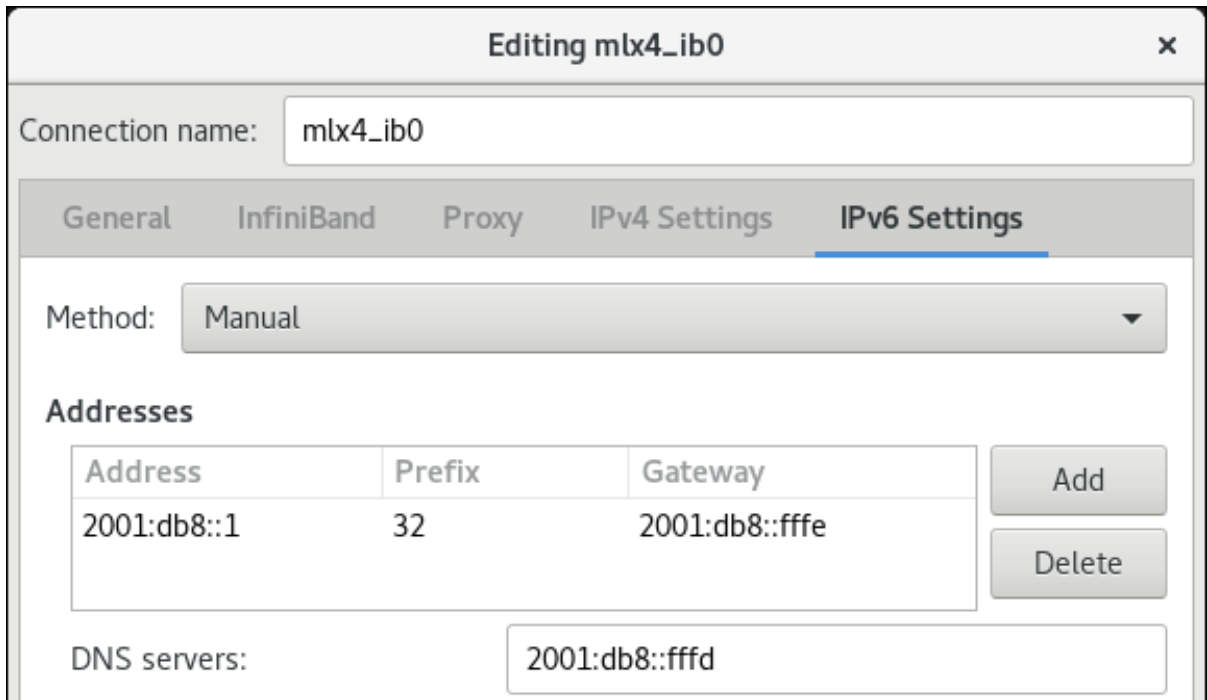 Editing mlx4_ib0 ×
Connection name: mlx4_ib0
General InfiniBand Proxy IPv4 Settings IPv6 Settings
Method: Manual
Addresses
Address Prefix Gateway Add
2001:db8::1 32 2001:db8::fffe
Delete
DNS servers: 2001:db8::fffd